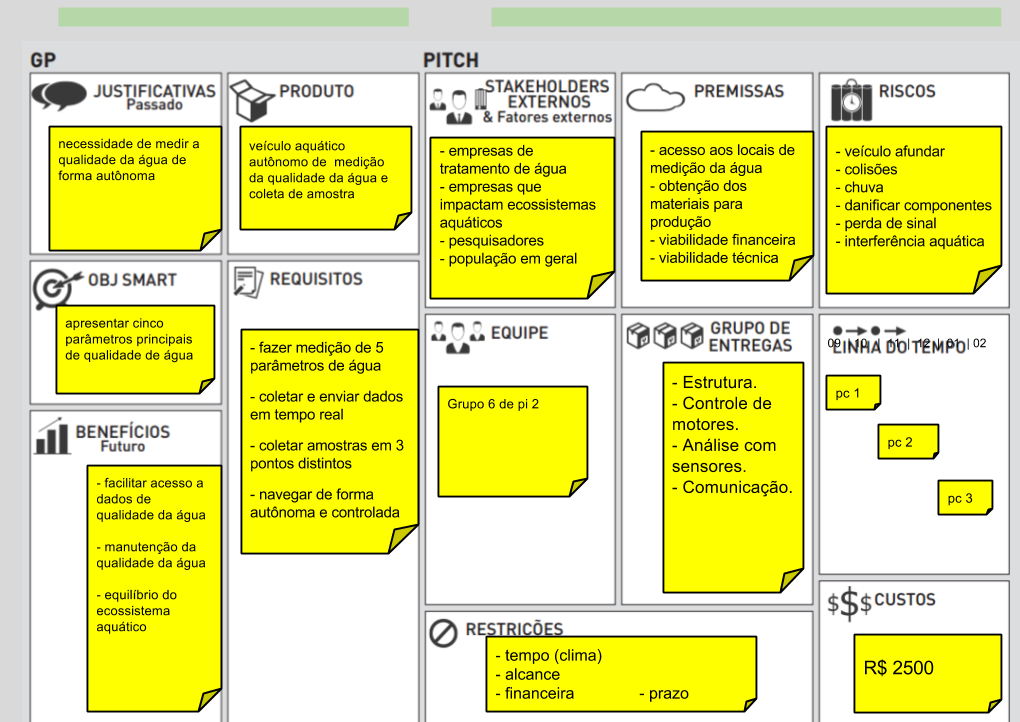 GP
PITCH
JUSTIFICATIVAS
Passado
necessidade de medir a
qualidade da água de
forma autônoma
PRODUTO
veículo aquático
autônomo de medição
da qualidade da água e
coleta de amostra
STAKEHOLDERS
EXTERNOS
& Fatores externos
- empresas de
tratamento de água
- empresas que
impactam ecossistemas
aquáticos
- pesquisadores
- população em geral
PREMISSAS
- acesso aos locais de
medição da água
- obtenção dos
materiais para
produção
- viabilidade financeira
- viabilidade técnica
RISCOS
- veículo afundar
- colisões
- chuva
- danificar componentes
- perda de sinal
- interferência aquática
OBJ SMART
apresentar cinco
parâmetros principais
de qualidade de água
REQUISITOS
- fazer medição de 5
parâmetros de água
- coletar e enviar dados
em tempo real
- coletar amostras em 3
pontos distintos
- navegar de forma
autônoma e controlada
EQUIPE
Grupo 6 de pi 2
GRUPO DE
ENTREGAS
- Estrutura.
- Controle de
motores.
- Análise com
sensores.
- Comunicação.
LINHA DO TEMPO
09 | 10 | 11 | 12 | 01 | 02
pc 1
pc 2
pc 3
BENEFÍCIOS
Futuro
- facilitar acesso a
dados de
qualidade da água
- manutenção da
qualidade da água
- equilíbrio do
ecossistema
aquático
RESTRIÇÕES
- tempo (clima)
- alcance
- financeira - prazo
$$$ CUSTOS
R$ 2500